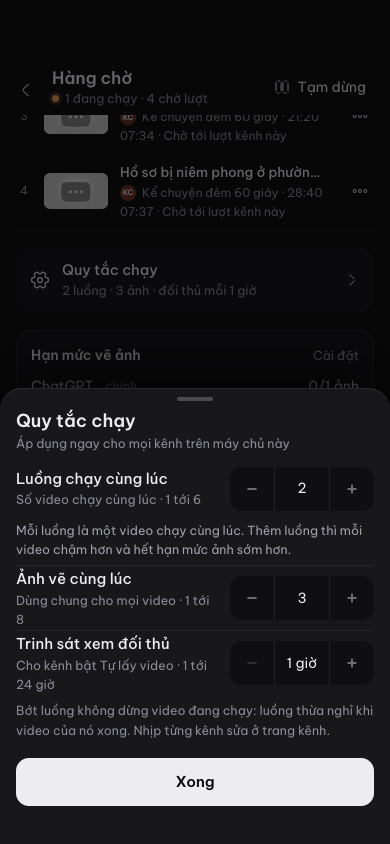 Hàng chờ
1 đang chạy · 4 chờ lượt
Tạm dừng
3
KC Kể chuyện đêm 60 giây · 21:20
07:34 · Chờ tới lượt kênh này
Hồ sơ bị niêm phong ở phườn...
4
KC Kể chuyện đêm 60 giây · 28:40
07:37 · Chờ tới lượt kênh này
Quy tắc chạy
2 luồng · 3 ảnh · đối thủ mỗi 1 giờ
Hạn mức vẽ ảnh
Cài đặt
ChatGPT chính 0/1 ảnh
Quy tắc chạy
Áp dụng ngay cho mọi kênh trên máy chủ này
Luồng chạy cùng lúc
Số video chạy cùng lúc · 1 tới 6
− 2 +
Mỗi luồng là một video chạy cùng lúc. Thêm luồng thì mỗi
video chậm hơn và hết hạn mức ảnh sớm hơn.
Ảnh vẽ cùng lúc
Dùng chung cho mọi video · 1 tới
8
− 3 +
Trinh sát xem đối thủ
Cho kênh bật Tự lấy video · 1 tới
24 giờ
− 1 giờ +
Bớt luồng không dừng video đang chạy: luồng thừa nghỉ khi
video của nó xong. Nhịp từng kênh sửa ở trang kênh.
Xong